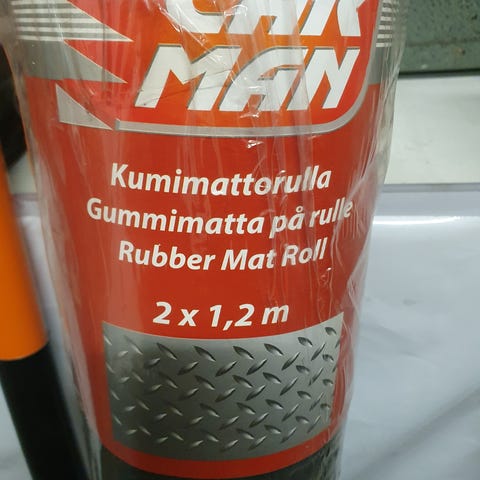 CAR
MAN
Kumimattorulla
Gummimatta på rulle
Rubber Mat Roll
2 x 1,2 m